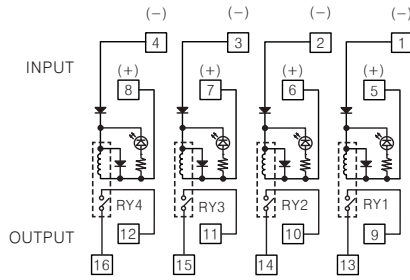 (−) (−) (−) (−)
4 3 2 1
INPUT
(+) (+) (+) (+)
8 7 6 5
RY4 RY3 RY2 RY1
12 11 10 9
OUTPUT
16 15 14 13